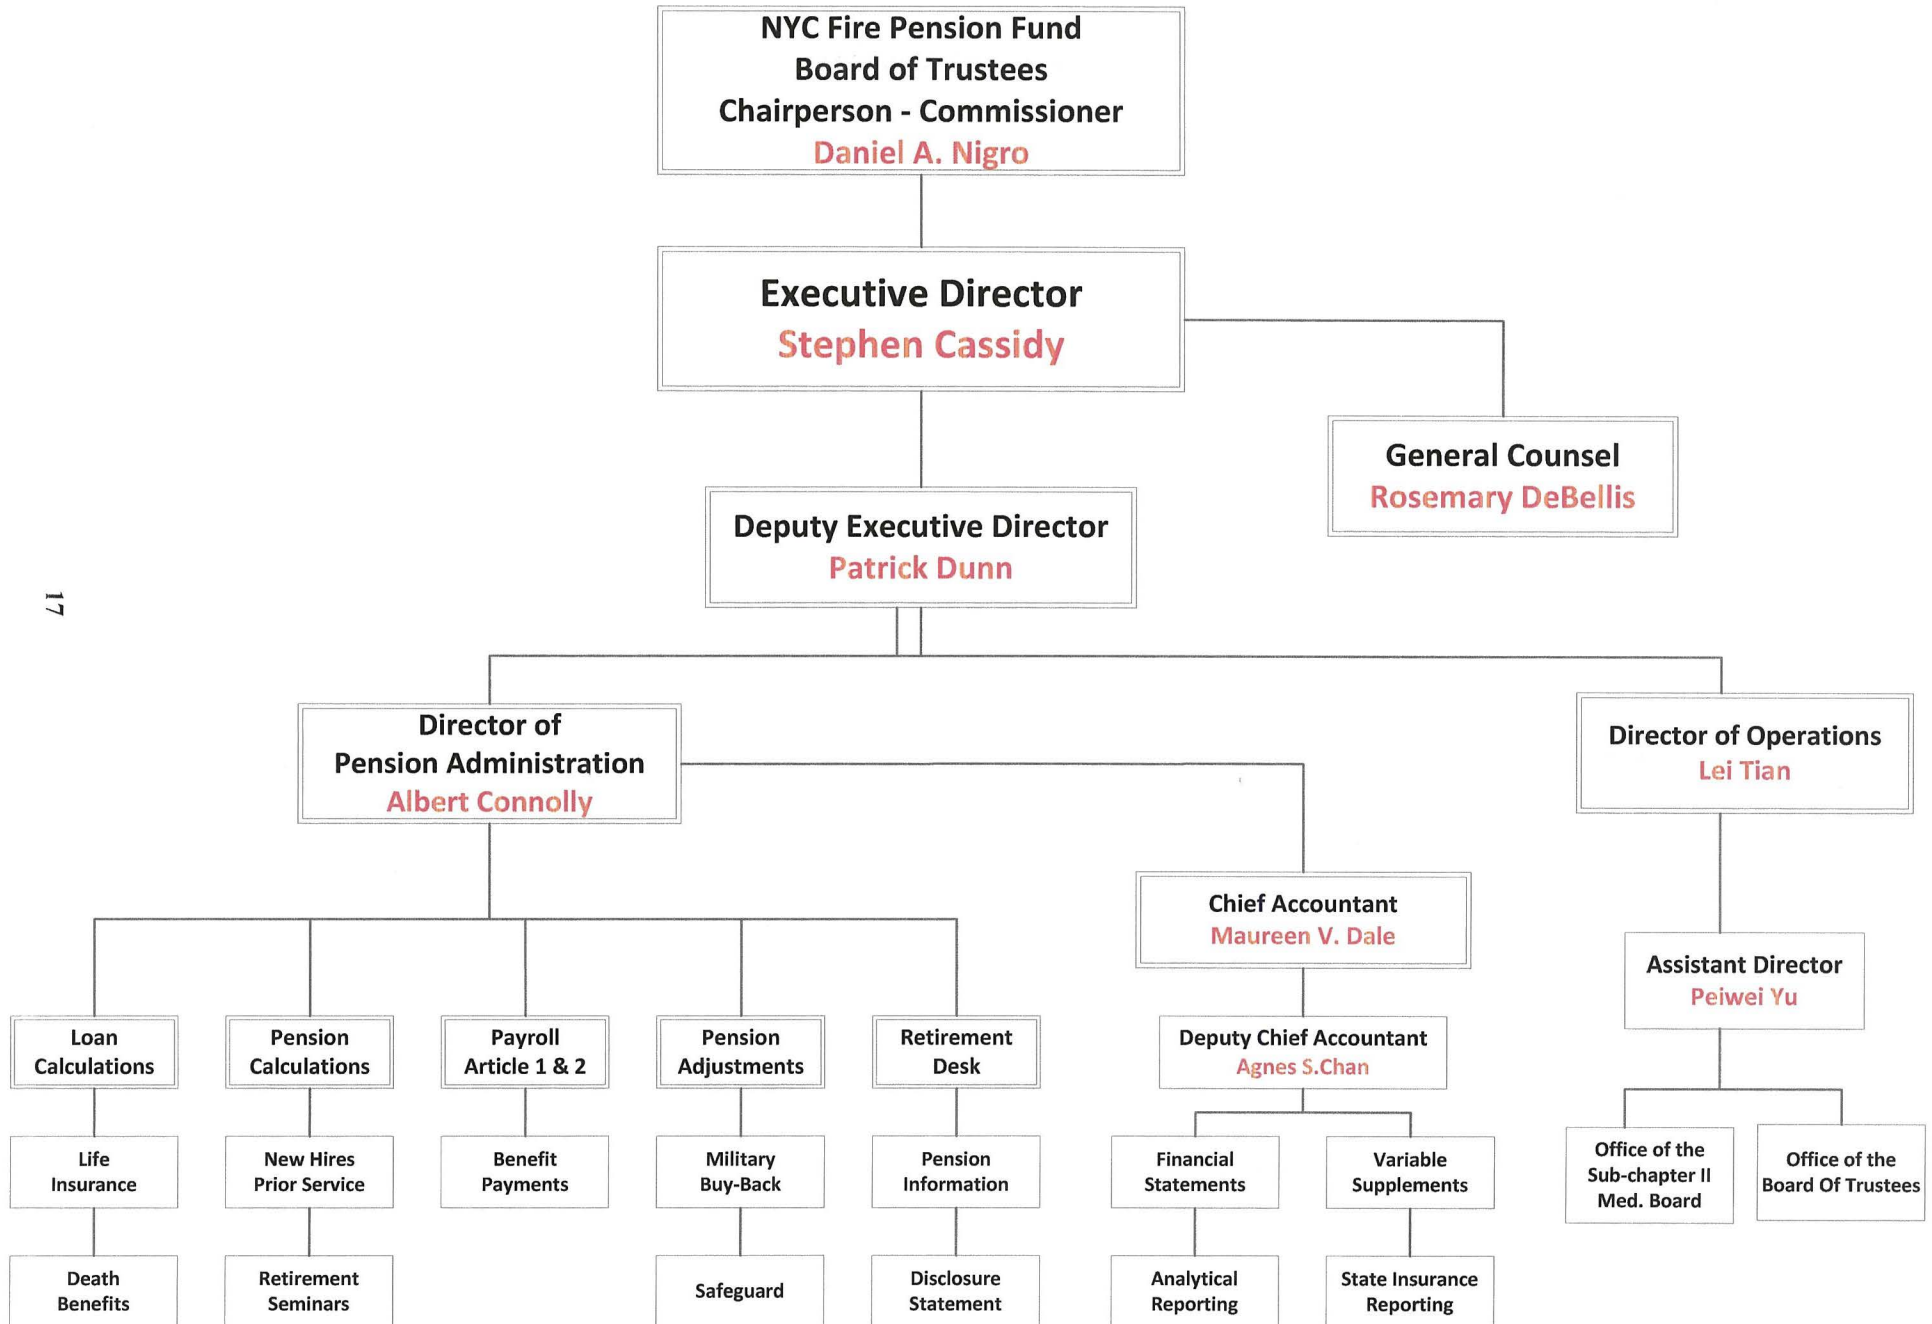 NYC Fire Pension Fund
Board of Trustees
Chairperson - Commissioner
Daniel A. Nigro
Executive Director
Stephen Cassidy
General Counsel
Rosemary DeBellis
Deputy Executive Director
Patrick Dunn
17
Director of
Pension Administration
Albert Connolly
Director of Operations
Lei Tian
Chief Accountant
Maureen V. Dale
Assistant Director
Peiwei Yu
Loan
Calculations
Pension
Calculations
Payroll
Article 1 & 2
Pension
Adjustments
Retirement
Desk
Deputy Chief Accountant
Agnes S.Chan
Life
Insurance
New Hires
Prior Service
Benefit
Payments
Military
Buy-Back
Pension
Information
Financial
Statements
Variable
Supplements
Office of the
Sub-chapter II
Med. Board
Office of the
Board Of Trustees
Death
Benefits
Retirement
Seminars
Safeguard
Disclosure
Statement
Analytical
Reporting
State Insurance
Reporting